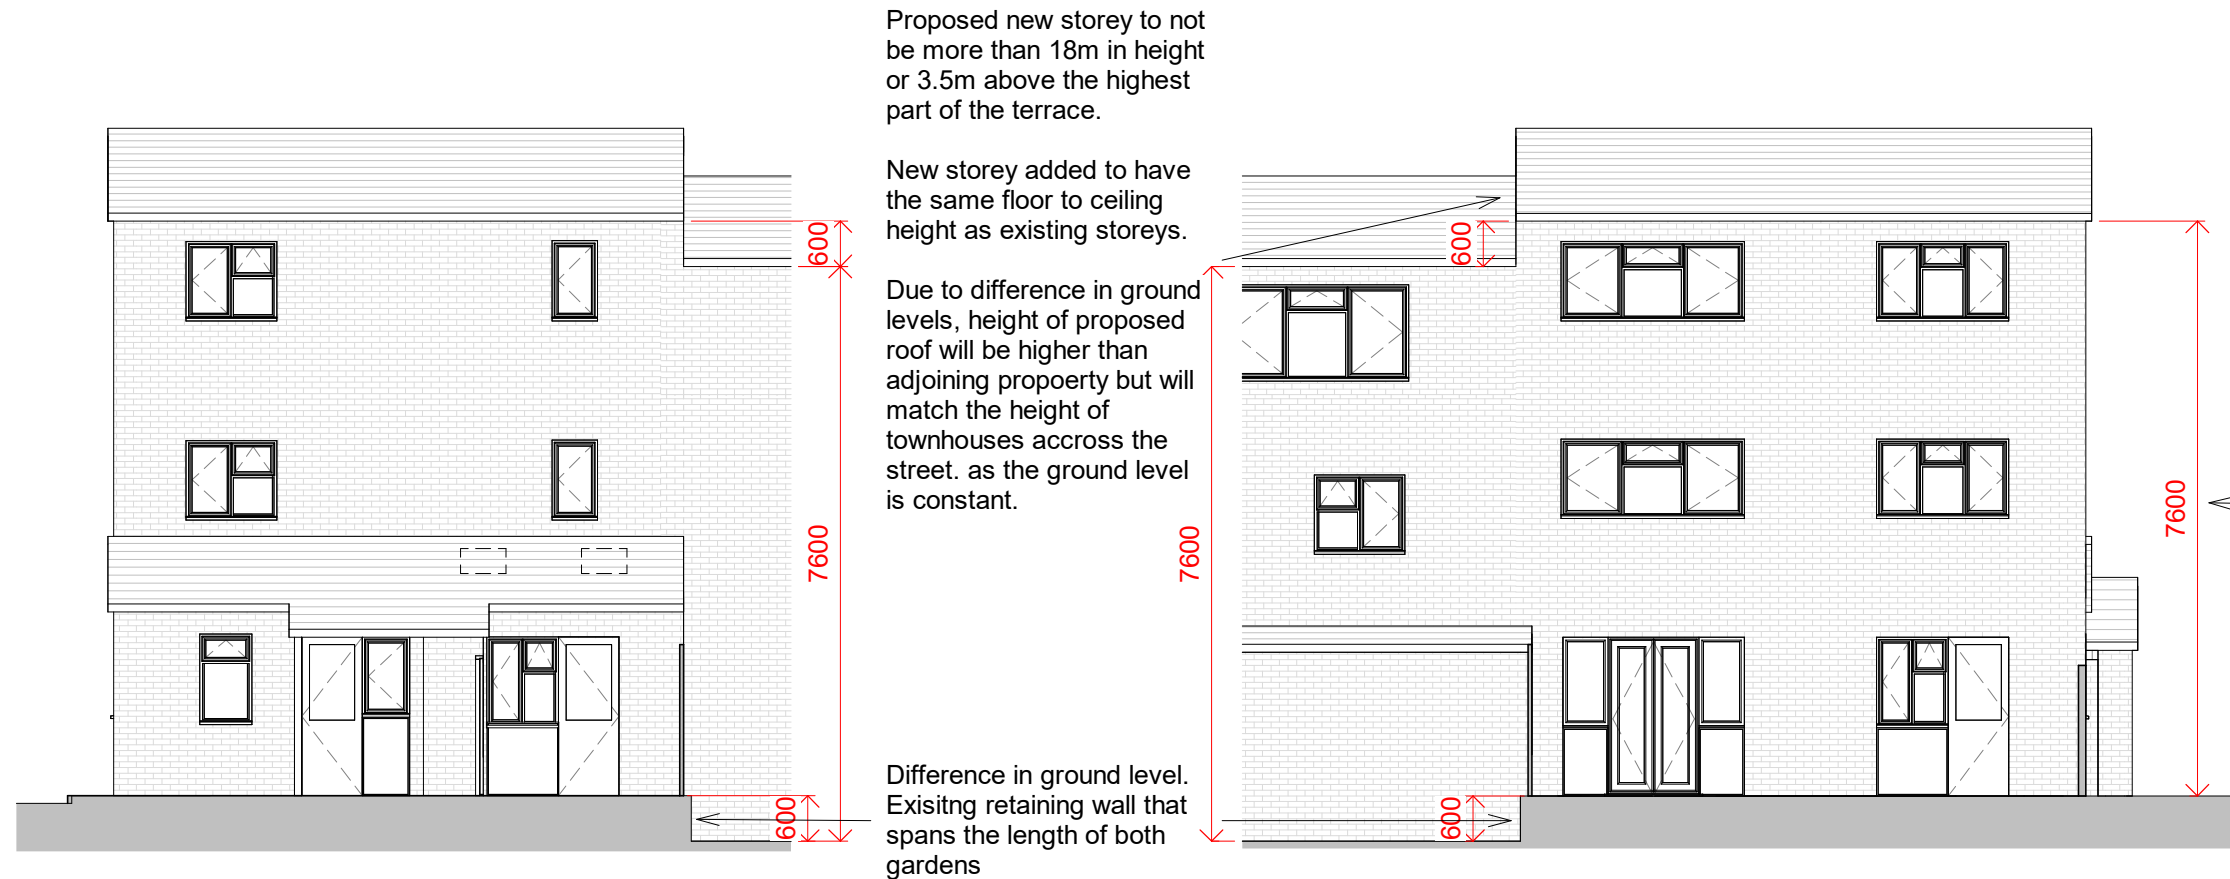 Proposed new storey to not
be more than 18m in height
or 3.5m above the highest
part of the terrace.
New storey added to have
the same floor to ceiling
height as existing storeys.
Due to difference in ground
levels, height of proposed
roof will be higher than
adjoining propoerty but will
match the height of
townhouses accross the
street. as the ground level
is constant.
Difference in ground level.
Exisitng retaining wall that
spans the length of both
gardens
600
7600
600
600
7600
600
7600